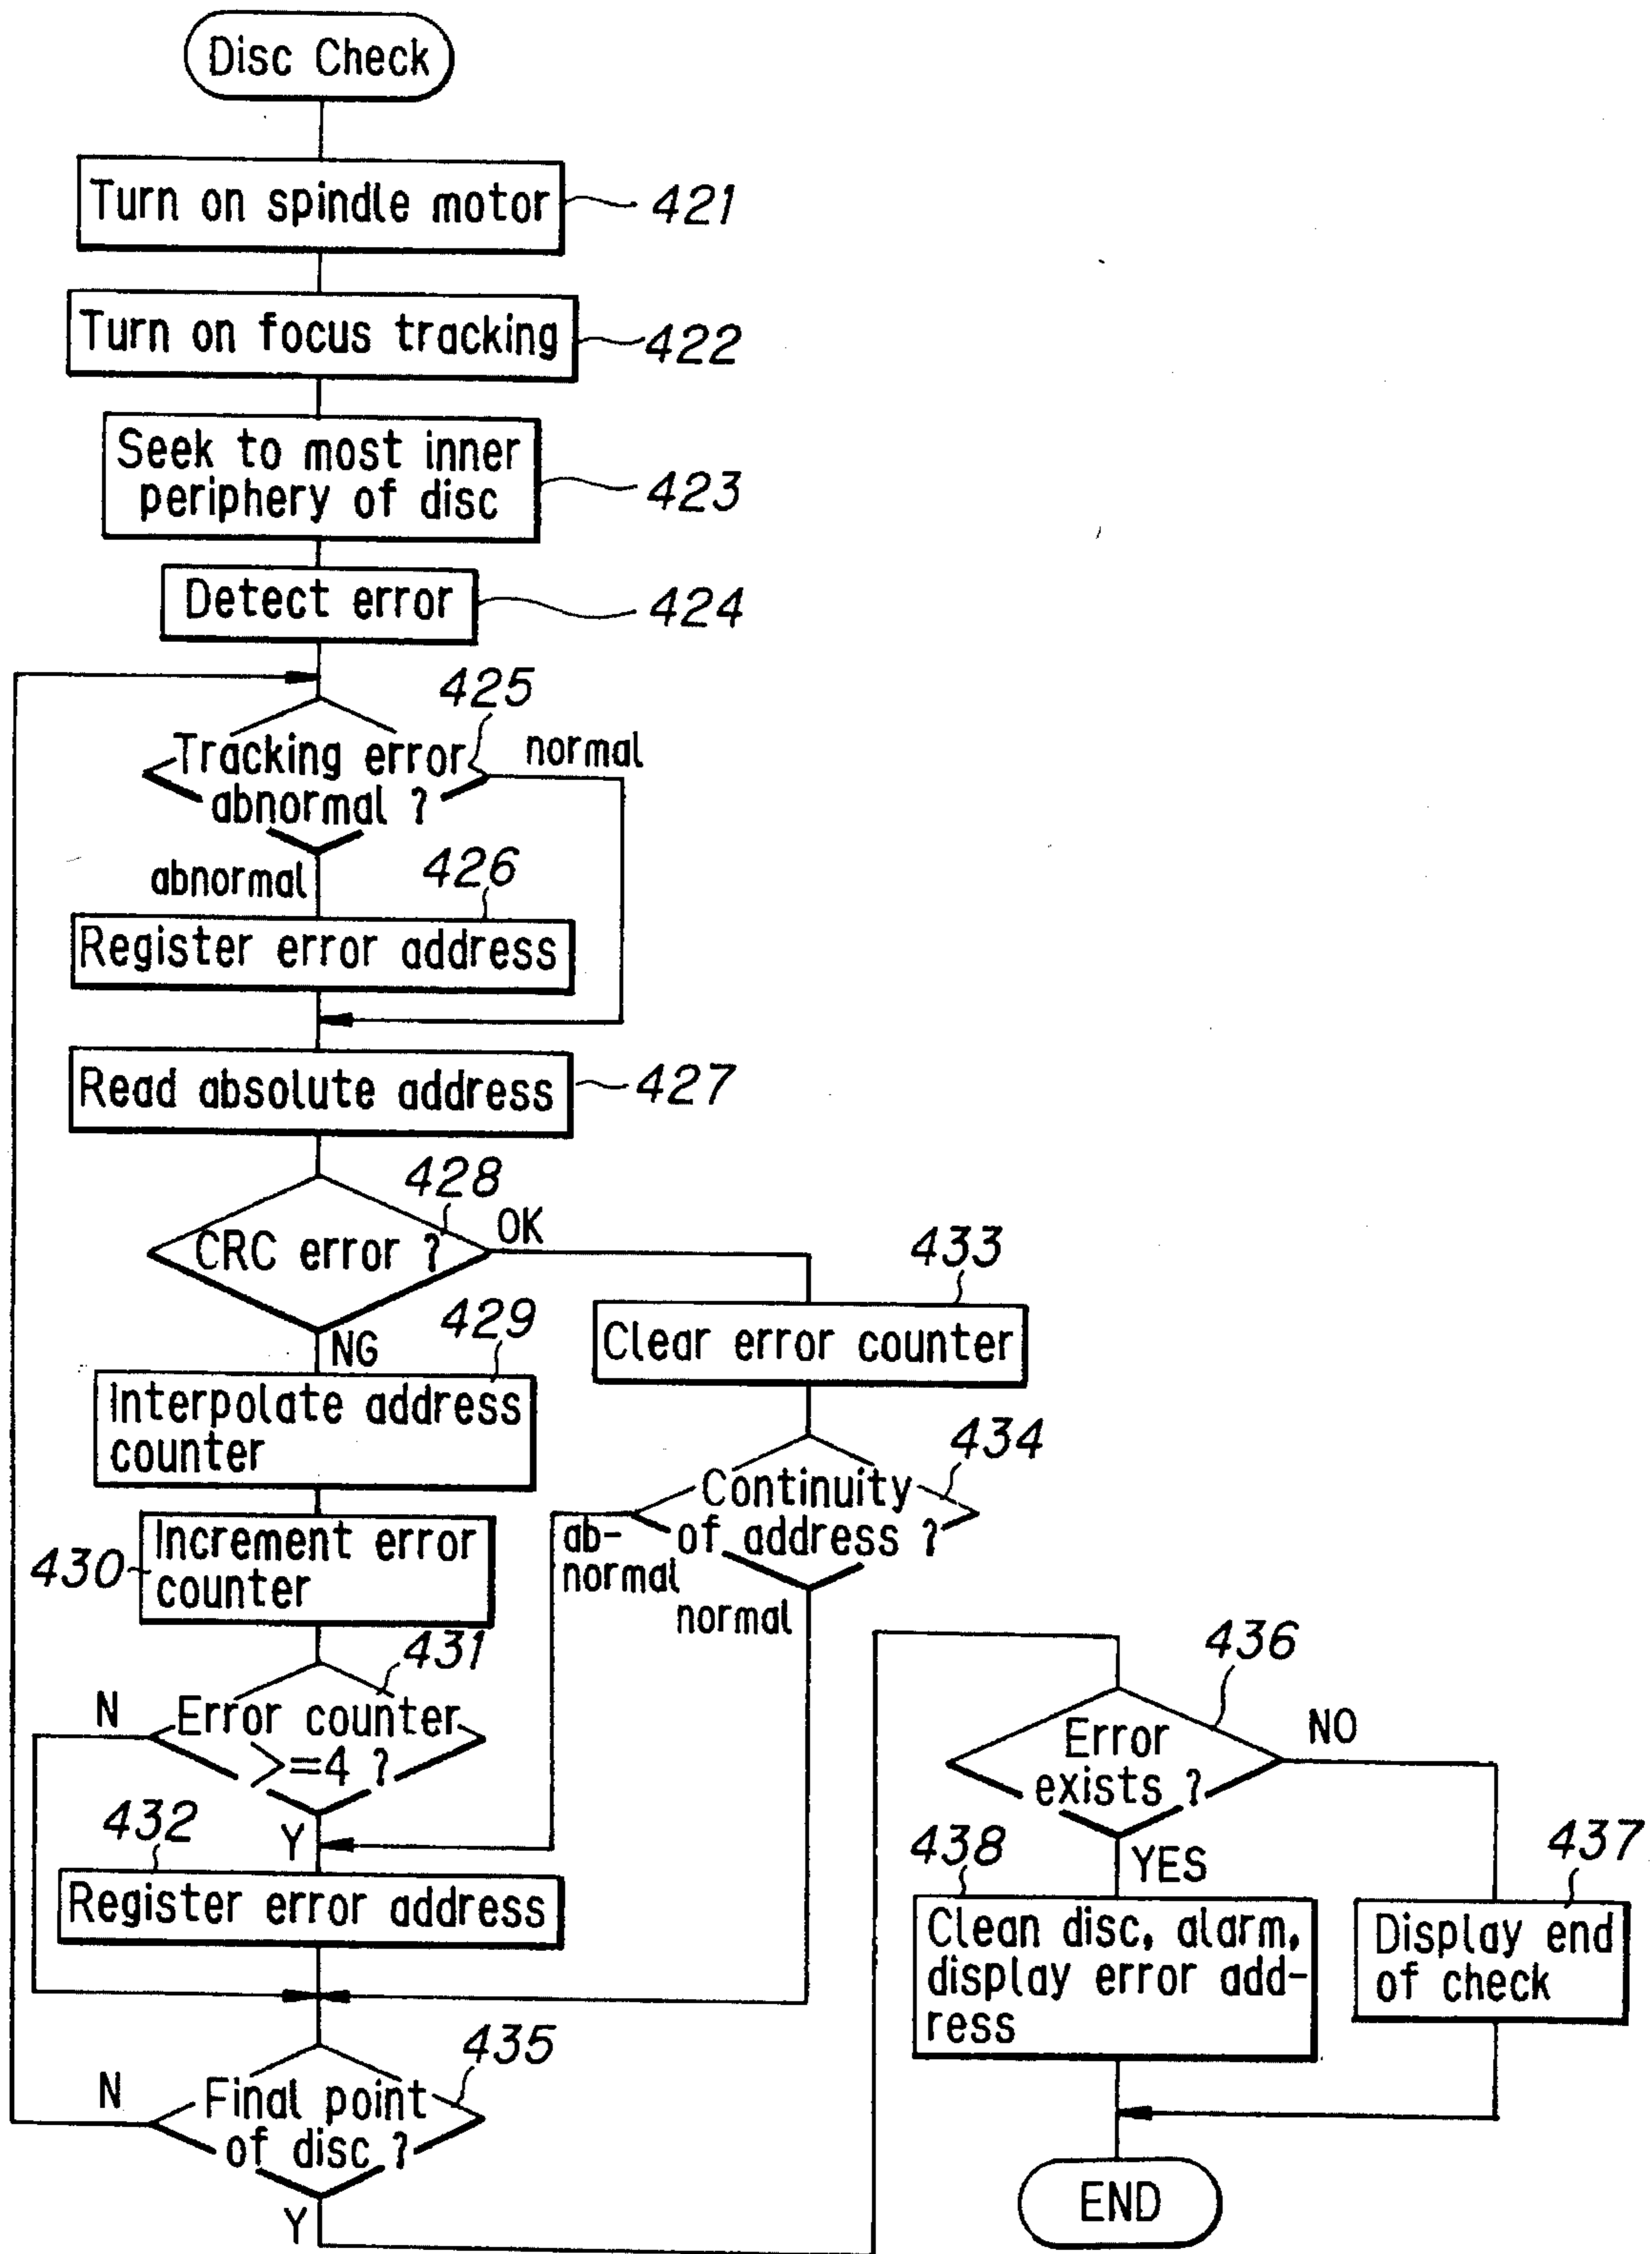 Disc Check
Turn on spindle motor
421
Turn on focus tracking
422
Seek to most inner
periphery of disc
423
Detect error
424
425
Tracking error
abnormal ?
normal
abnormal
426
Register error address
Read absolute address
427
428
CRC error ?
OK
NG
433
Clear error counter
429
Interpolate address
counter
434
Continuity
of address ?
ab-
normal
normal
430
Increment error
counter
431
Error counter
>=4 ?
N
Y
432
Register error address
435
Final point
of disc ?
N
Y
436
Error
exists ?
NO
YES
438
Clean disc, alarm,
display error add-
ress
437
Display end
of check
END